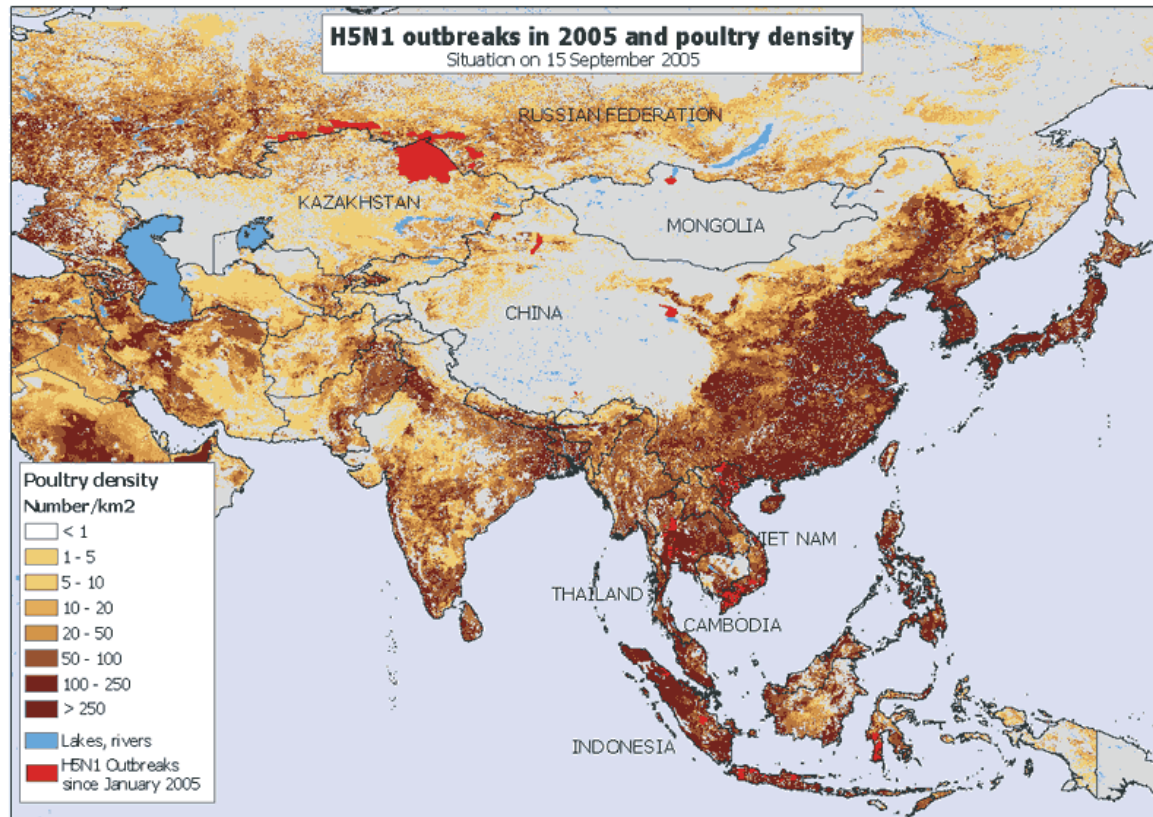 H5N1 outbreaks in 2005 and poultry density
Situation on 15 September 2005
RUSSIAN FEDERATION
KAZAKHSTAN
MONGOLIA
CHINA
VIET NAM
THAILAND
CAMBODIA
INDONESIA
Poultry density
Number/km2
< 1
1 - 5
5 - 10
10 - 20
20 - 50
50 - 100
100 - 250
> 250
Lakes, rivers
H5N1 Outbreaks
since January 2005